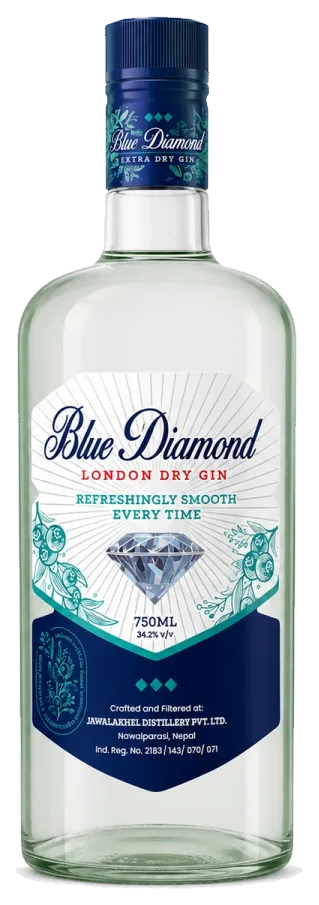 Blue Diamond
EXTRA DRY GIN
Blue Diamond
LONDON DRY GIN
REFRESHINGLY SMOOTH
EVERY TIME
750ML
34.2% v/v
Crafted and Filtered at:
JAWALAKHEL DISTILLERY PVT. LTD.
Nawalparasi, Nepal
Ind. Reg. No. 2183/143/070/071